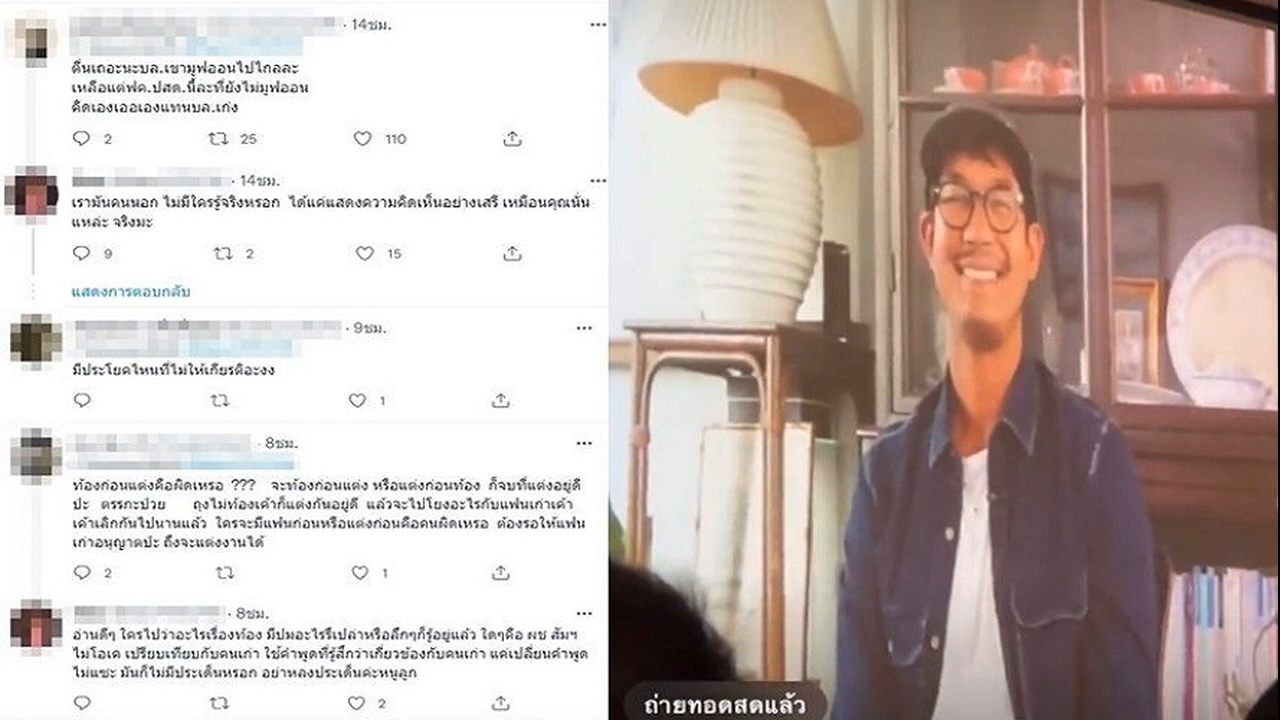 · 14ชม.
ตื่นเถอะนะบล.เขามูฟออนไปไกลละ
เหลือแต่ฟค.ปสด.นี้ละที่ยังไม่มูฟออน
คิดเองเออเองแทนบล.เก่ง
2 25 110
· 14ชม.
เรามันคนนอก ไม่มีใครรู้จริงหรอก ได้แค่แสดงความคิดเห็นอย่างเสรี เหมือนคุณนั่น
แหล่ะ จริงมะ
9 2 15
แสดงการตอบกลับ
· 9ชม.
มีประโยคไหนที่ไม่ให้เกียรติอะงง
1
· 8ชม.
ท้องก่อนแต่งคือผิดเหรอ ??? จะท้องก่อนแต่ง หรือแต่งก่อนท้อง ก็จบที่แต่งอยู่ดี
ปะ ตรรกะป่วย ถุงไม่ท้องเค้าก็แต่งกันอยู่ดี แล้วจะไปโยงอะไรกับแฟนเก่าเค้า
เค้าเลิกกันไปนานแล้ว ใครจะมีแฟนก่อนหรือแต่งก่อนคือคนผิดเหรอ ต้องรอให้แฟน
เก่าอนุญาตปะ ถึงจะแต่งงานได้
2 1
· 8ชม.
อ่านดีๆ ใครไปว่าอะไรเรื่องท้อง มีปมอะไรรึเปล่าหรือลึกๆก็รู้อยู่แล้ว ใดๆคือ ผช สัมฯ
ไม่โอเค เปรียบเทียบกับคนเก่า ใช้คำพูดที่รู้สึกว่าเกี่ยวข้องกับคนเก่า แค่เปลี่ยนคำพูด
ไม่แซะ มันก็ไม่มีประเด็นหรอก อย่าหลงประเด็นค่ะหนูลูก
2
ถ่ายทอดสดแล้ว